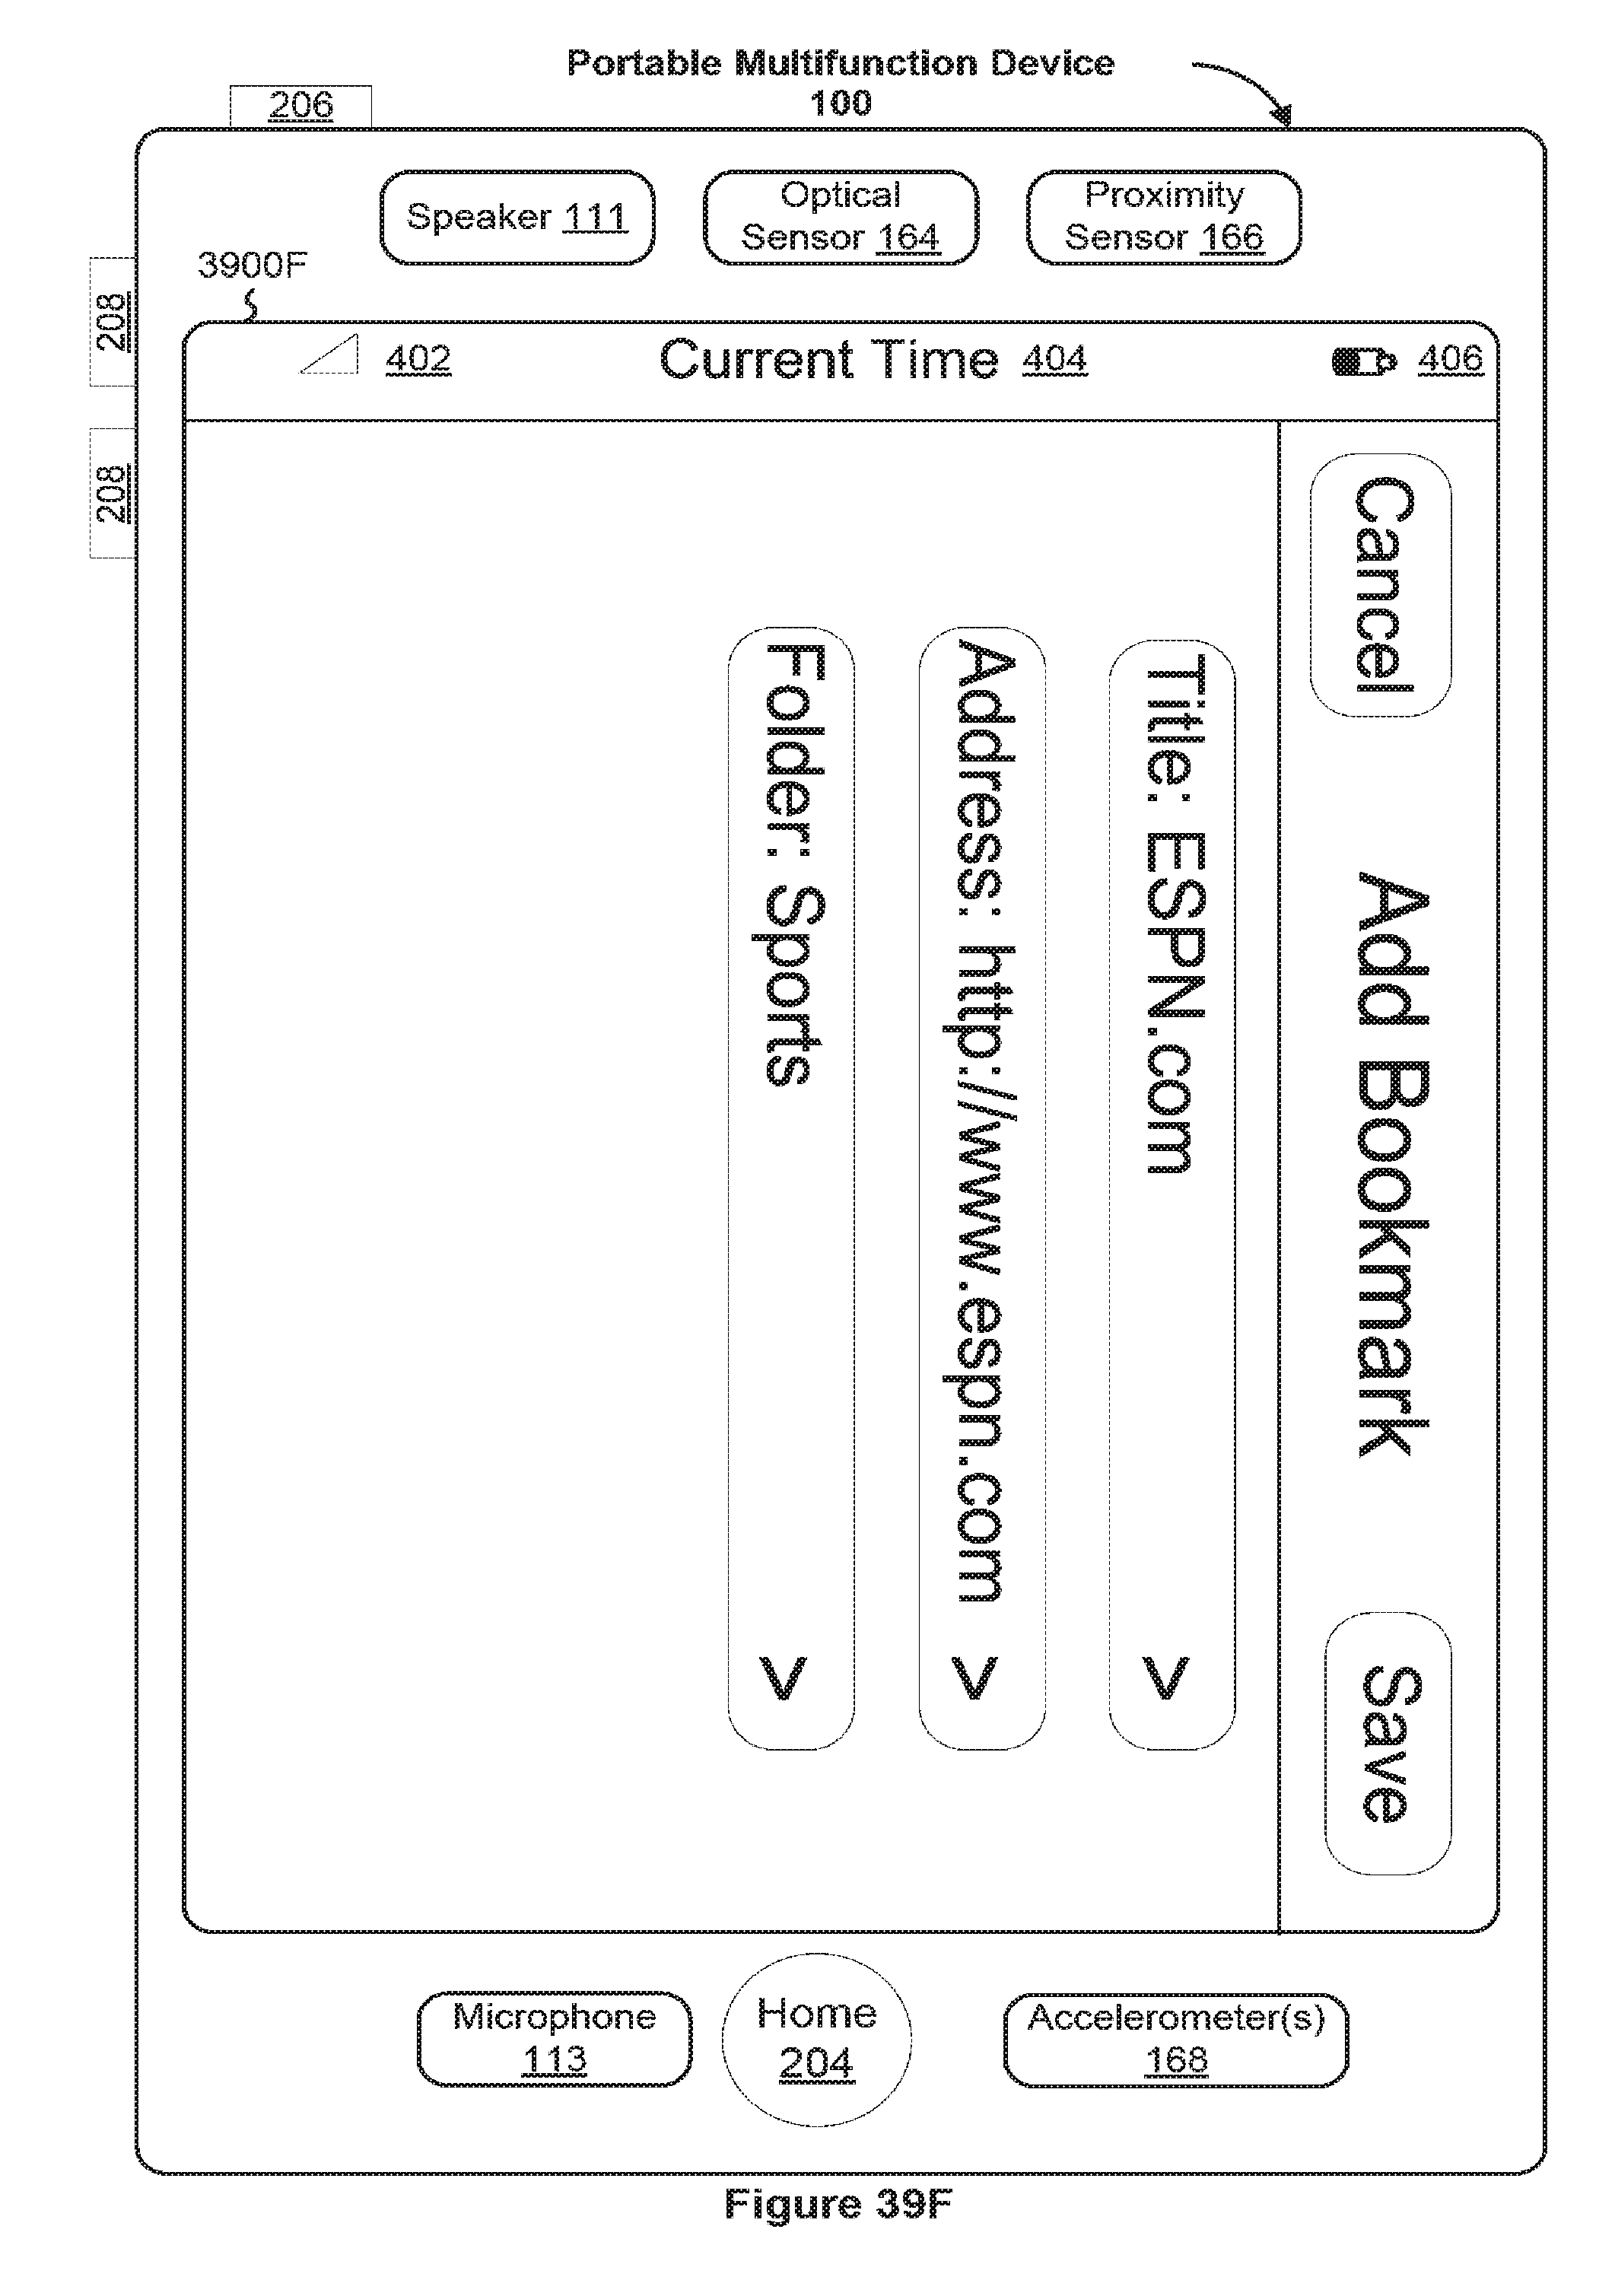 Portable Multifunction Device
100
206
Speaker 111
Optical
Sensor 164
Proximity
Sensor 166
3900F
208
208
402
Current Time 404
406
Cancel
Add Bookmark
Save
Title: ESPN.com
>
Address: http://www.espn.com
>
Folder: Sports
>
Microphone
113
Home
204
Accelerometer(s)
168
Figure 39F